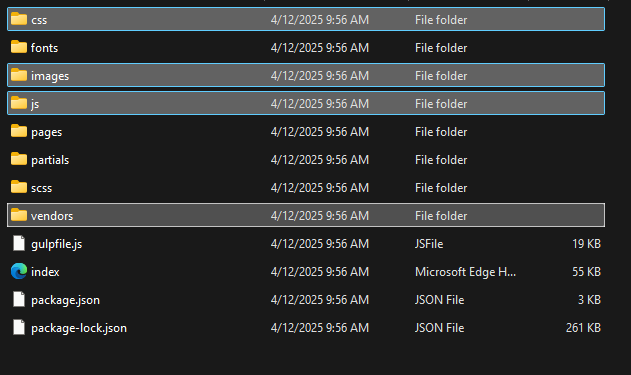 css 4/12/2025 9:56 AM File folder
fonts 4/12/2025 9:56 AM File folder
images 4/12/2025 9:56 AM File folder
js 4/12/2025 9:56 AM File folder
pages 4/12/2025 9:56 AM File folder
partials 4/12/2025 9:56 AM File folder
scss 4/12/2025 9:56 AM File folder
vendors 4/12/2025 9:56 AM File folder
gulpfile.js 4/12/2025 9:56 AM JSFile 19 KB
index 4/12/2025 9:56 AM Microsoft Edge H... 55 KB
package.json 4/12/2025 9:56 AM JSON File 3 KB
package-lock.json 4/12/2025 9:56 AM JSON File 261 KB